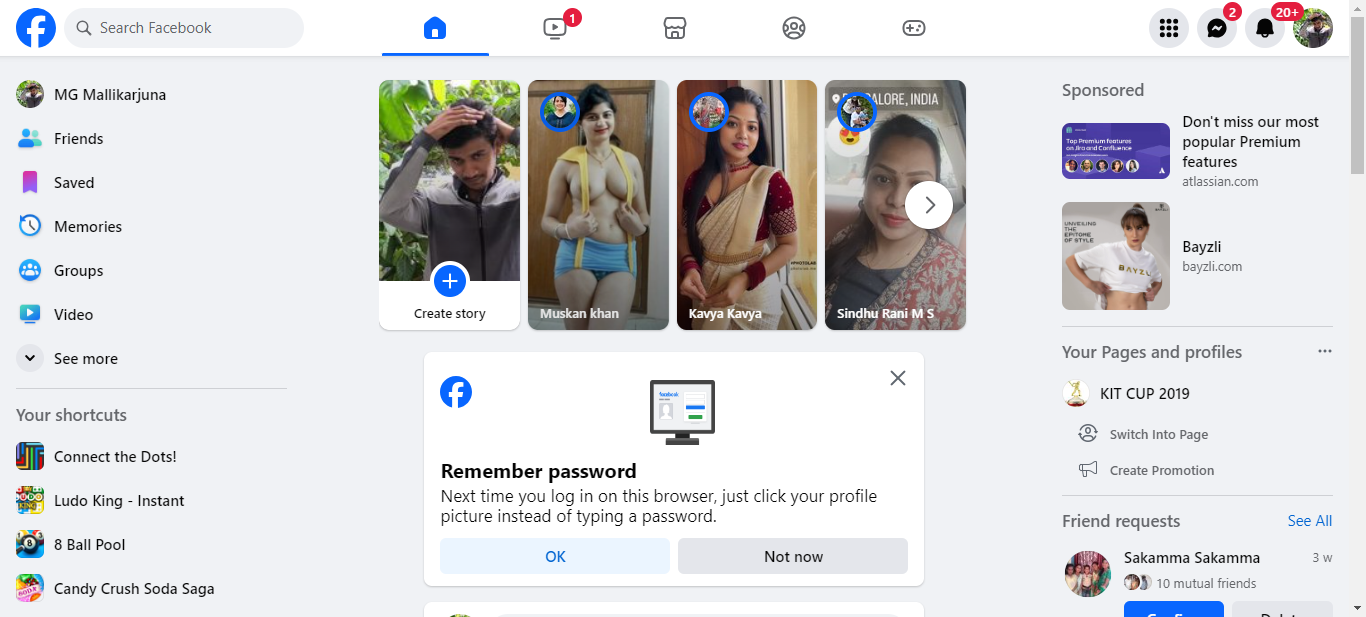 Search Facebook
1
2
20+
MG Mallikarjuna
Friends
Saved
Memories
Groups
Video
See more
Your shortcuts
Connect the Dots!
Ludo King - Instant
8 Ball Pool
Candy Crush Soda Saga
Create story
Muskan khan
Kavya Kavya
ALORE, INDIA
Sindhu Rani M S
facebook
Remember password
Next time you log in on this browser, just click your profile
picture instead of typing a password.
OK
Not now
Sponsored
Top Premium features
on Jira and Confluence
Don't miss our most
popular Premium
features
atlassian.com
UNVEILING
THE
EPITOME
OF STYLE
BAYZL
Bayzli
bayzli.com
Your Pages and profiles
KIT CUP 2019
Switch Into Page
Create Promotion
Friend requests
See All
Sakamma Sakamma
3 w
10 mutual friends